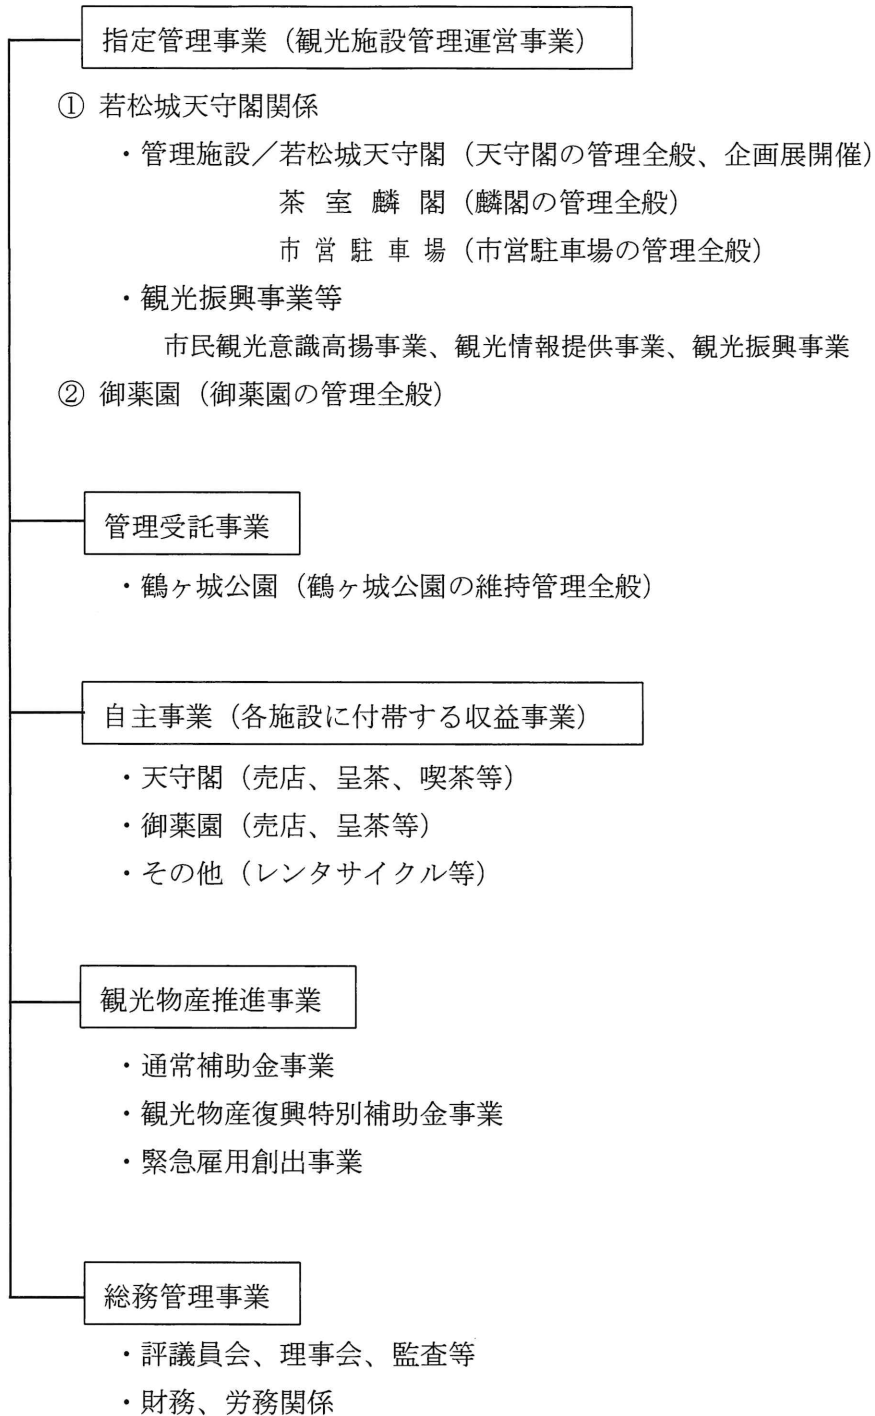 指定管理事業（観光施設管理運営事業）
① 若松城天守閣関係
・管理施設／若松城天守閣（天守閣の管理全般、企画展開催）
茶室麟閣（麟閣の管理全般）
市営駐車場（市営駐車場の管理全般）
・観光振興事業等
市民観光意識高揚事業、観光情報提供事業、観光振興事業
② 御薬園（御薬園の管理全般）
管理受託事業
・鶴ヶ城公園（鶴ヶ城公園の維持管理全般）
自主事業（各施設に付帯する収益事業）
・天守閣（売店、呈茶、喫茶等）
・御薬園（売店、呈茶等）
・その他（レンタサイクル等）
観光物産推進事業
・通常補助金事業
・観光物産復興特別補助金事業
・緊急雇用創出事業
総務管理事業
・評議員会、理事会、監査等
・財務、労務関係